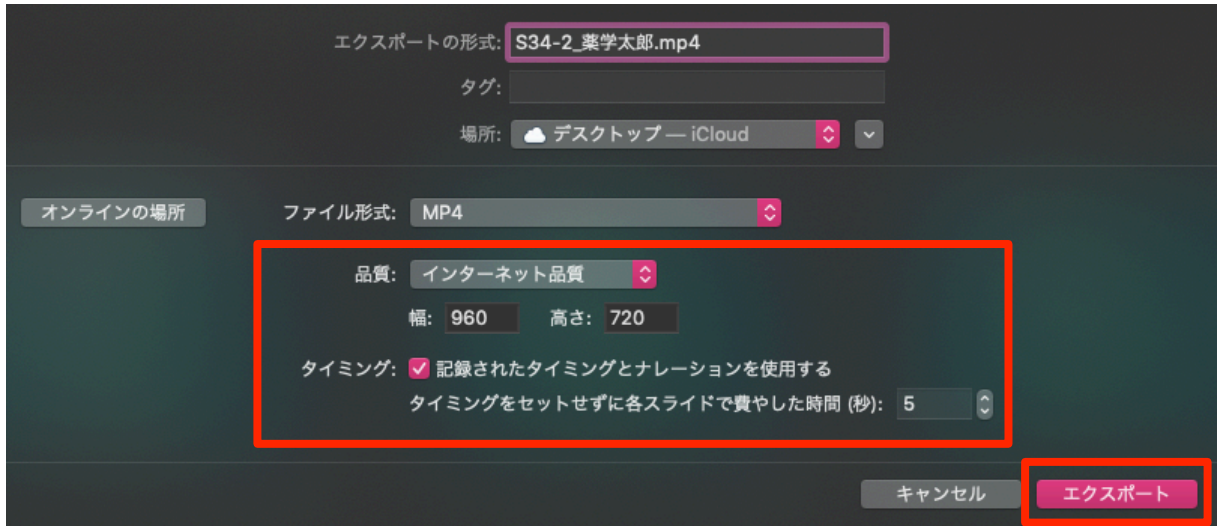 エクスポートの形式: S34-2_薬学太郎.mp4
タグ:
場所: デスクトップ — iCloud
オンラインの場所 ファイル形式: MP4
品質: インターネット品質
幅: 960 高さ: 720
タイミング: 記録されたタイミングとナレーションを使用する
タイミングをセットせずに各スライドで費やした時間 (秒): 5
キャンセル エクスポート